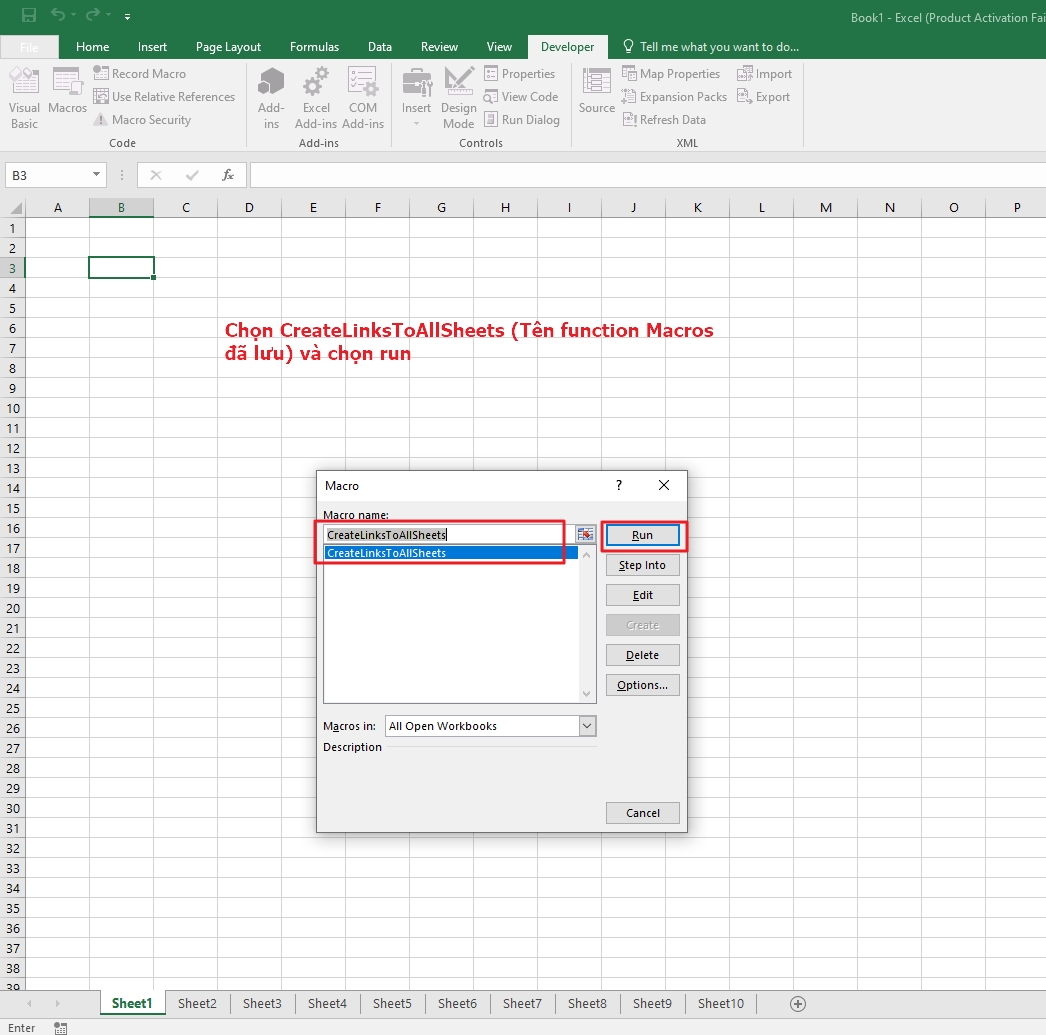 Book1 - Excel (Product Activation Fai
File Home Insert Page Layout Formulas Data Review View Developer Tell me what you want to do...
Visual Basic
Macros
Record Macro
Use Relative References
Macro Security
Code
Add-ins
Excel Add-ins
COM Add-ins
Add-ins
Insert
Design Mode
Properties
View Code
Run Dialog
Controls
Source
Map Properties
Expansion Packs
Refresh Data
Import
Export
XML
B3 fx
A B C D E F G H I J K L M N O P
1
2
3
4
5
6
7
8
9
10
11
12
13
14
15
16
17
18
19
20
21
22
23
24
25
26
27
28
29
30
31
32
33
34
35
36
37
38
39
Chọn CreateLinksToAllSheets (Tên function Macros
đã lưu) và chọn run
Macro ?
Macro name:
CreateLinksToAllSheets
CreateLinksToAllSheets
Run
Step Into
Edit
Create
Delete
Options...
Macros in: All Open Workbooks
Description
Cancel
Sheet1 Sheet2 Sheet3 Sheet4 Sheet5 Sheet6 Sheet7 Sheet8 Sheet9 Sheet10
Enter